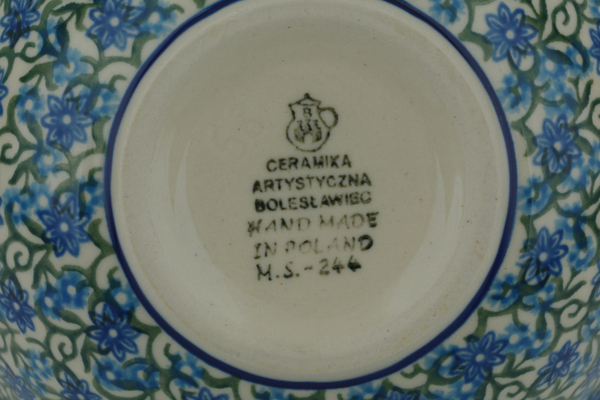 CERAMIKA
ARTYSTYCZNA
BOLESŁAWIEC
HAND MADE
IN POLAND
M.S.-244